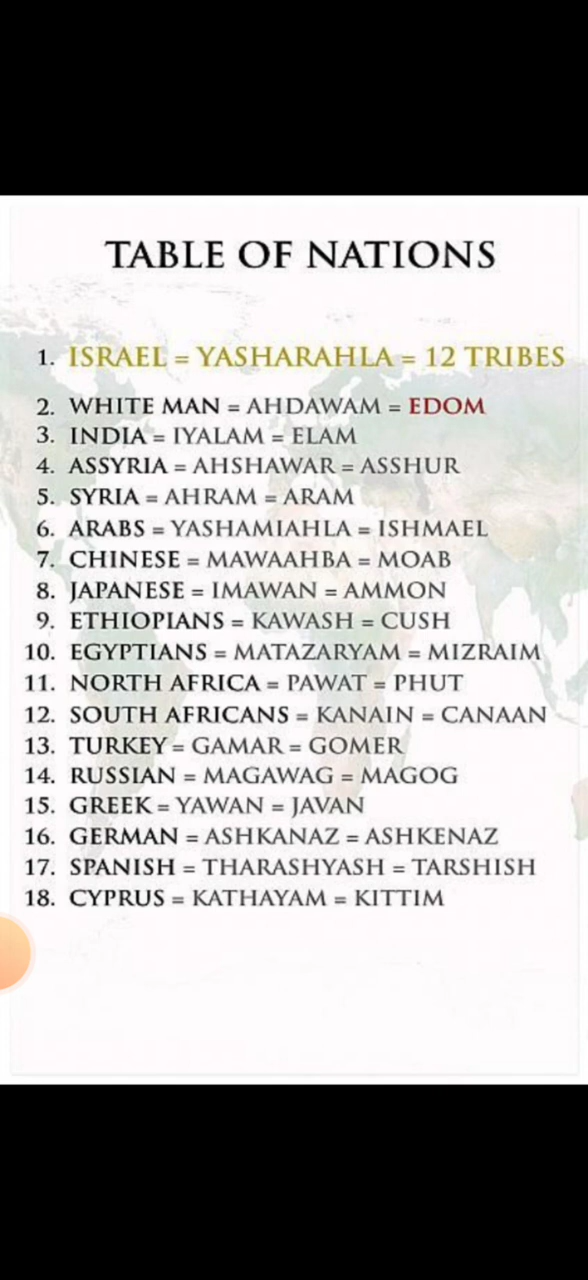 TABLE OF NATIONS
1. ISRAEL = YASHARAHLA = 12 TRIBES
2. WHITE MAN = AHDAWAM = EDOM
3. INDIA = IYALAM = ELAM
4. ASSYRIA = AHSHAWAR = ASSHUR
5. SYRIA = AHRAM = ARAM
6. ARABS = YASHAMIAHLA = ISHMAEL
7. CHINESE = MAWAAHBA = MOAB
8. JAPANESE = IMAWAN = AMMON
9. ETHIOPIANS = KAWASH = CUSH
10. EGYPTIANS = MATAZARYAM = MIZRAIM
11. NORTH AFRICA = PAWAT = PHUT
12. SOUTH AFRICANS = KANAIN = CANAAN
13. TURKEY = GAMAR = GOMER
14. RUSSIAN = MAGAWAG = MAGOG
15. GREEK = YAWAN = JAVAN
16. GERMAN = ASHKANAZ = ASHKENAZ
17. SPANISH = THARASHYASH = TARSHISH
18. CYPRUS = KATHAYAM = KITTIM